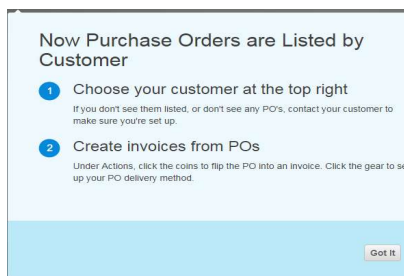 Now Purchase Orders are Listed by
Customer
1 Choose your customer at the top right
If you don't see them listed, or don't see any PO's, contact your customer to
make sure you're set up.
2 Create invoices from POs
Under Actions, click the coins to flip the PO into an invoice. Click the gear to se
up your PO delivery method.
Got it